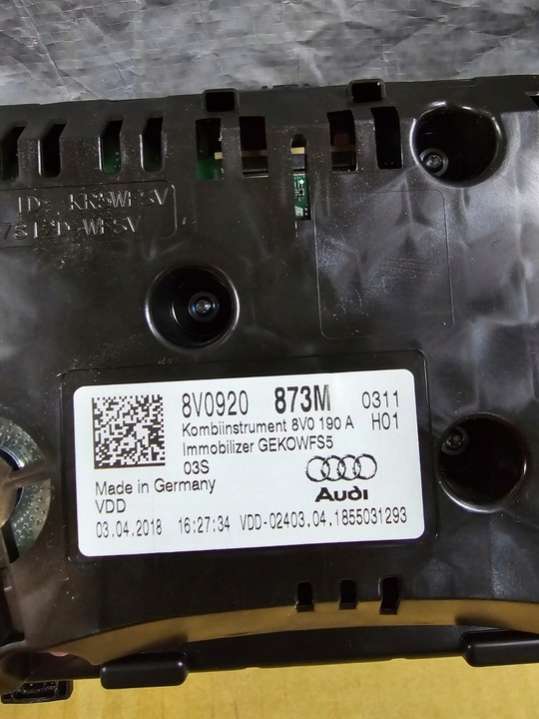 8V0920 873M 0311
Kombiinstrument 8V0 190 A H01
Immobilizer GEKOWFS5
03S
Audi
Made in Germany
VDD
03.04.2018 16:27:34 VDD-02403.04.1855031293